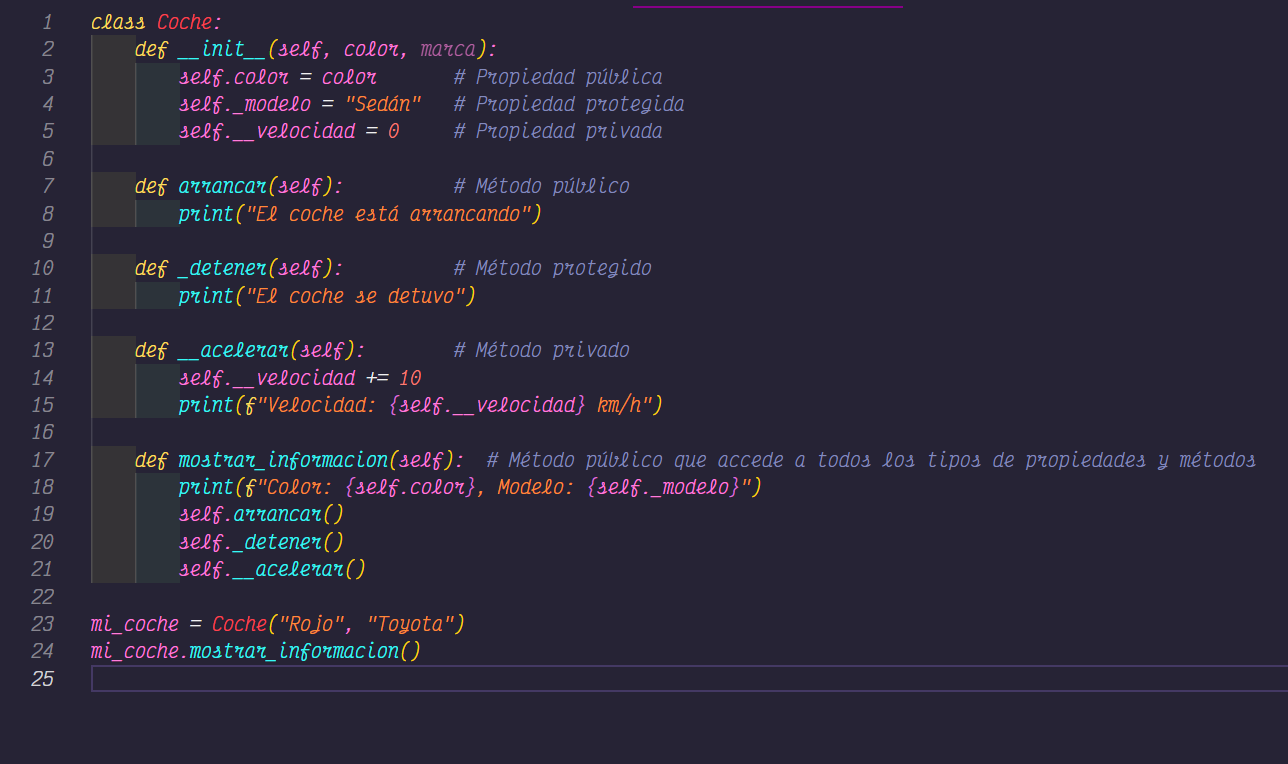 1 class Coche:
2 def __init__(self, color, marca):
3 self.color = color # Propiedad pública
4 self._modelo = "Sedán" # Propiedad protegida
5 self.__velocidad = 0 # Propiedad privada
6
7 def arrancar(self): # Método público
8 print("El coche está arrancando")
9
10 def _detener(self): # Método protegido
11 print("El coche se detuvo")
12
13 def __acelerar(self): # Método privado
14 self.__velocidad += 10
15 print(f"Velocidad: {self.__velocidad} km/h")
16
17 def mostrar_informacion(self): # Método público que accede a todos los tipos de propiedades y métodos
18 print(f"Color: {self.color}, Modelo: {self._modelo}")
19 self.arrancar()
20 self._detener()
21 self.__acelerar()
22
23 mi_coche = Coche("Rojo", "Toyota")
24 mi_coche.mostrar_informacion()
25